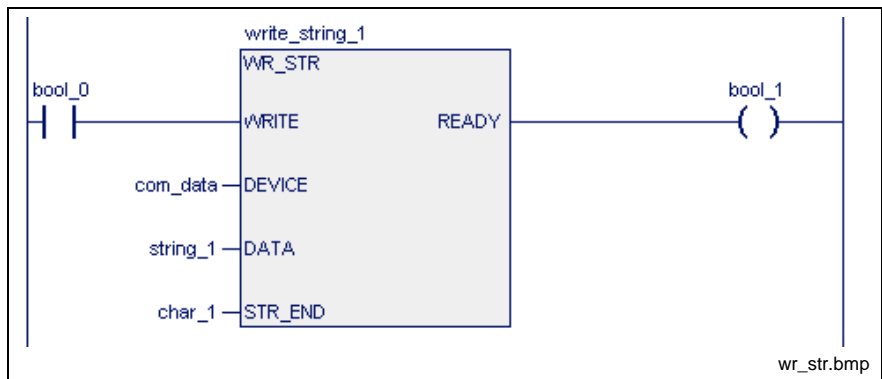 write_string_1
WR_STR
bool_0
bool_1
WRITE READY
com_data DEVICE
string_1 DATA
char_1 STR_END
wr_str.bmp